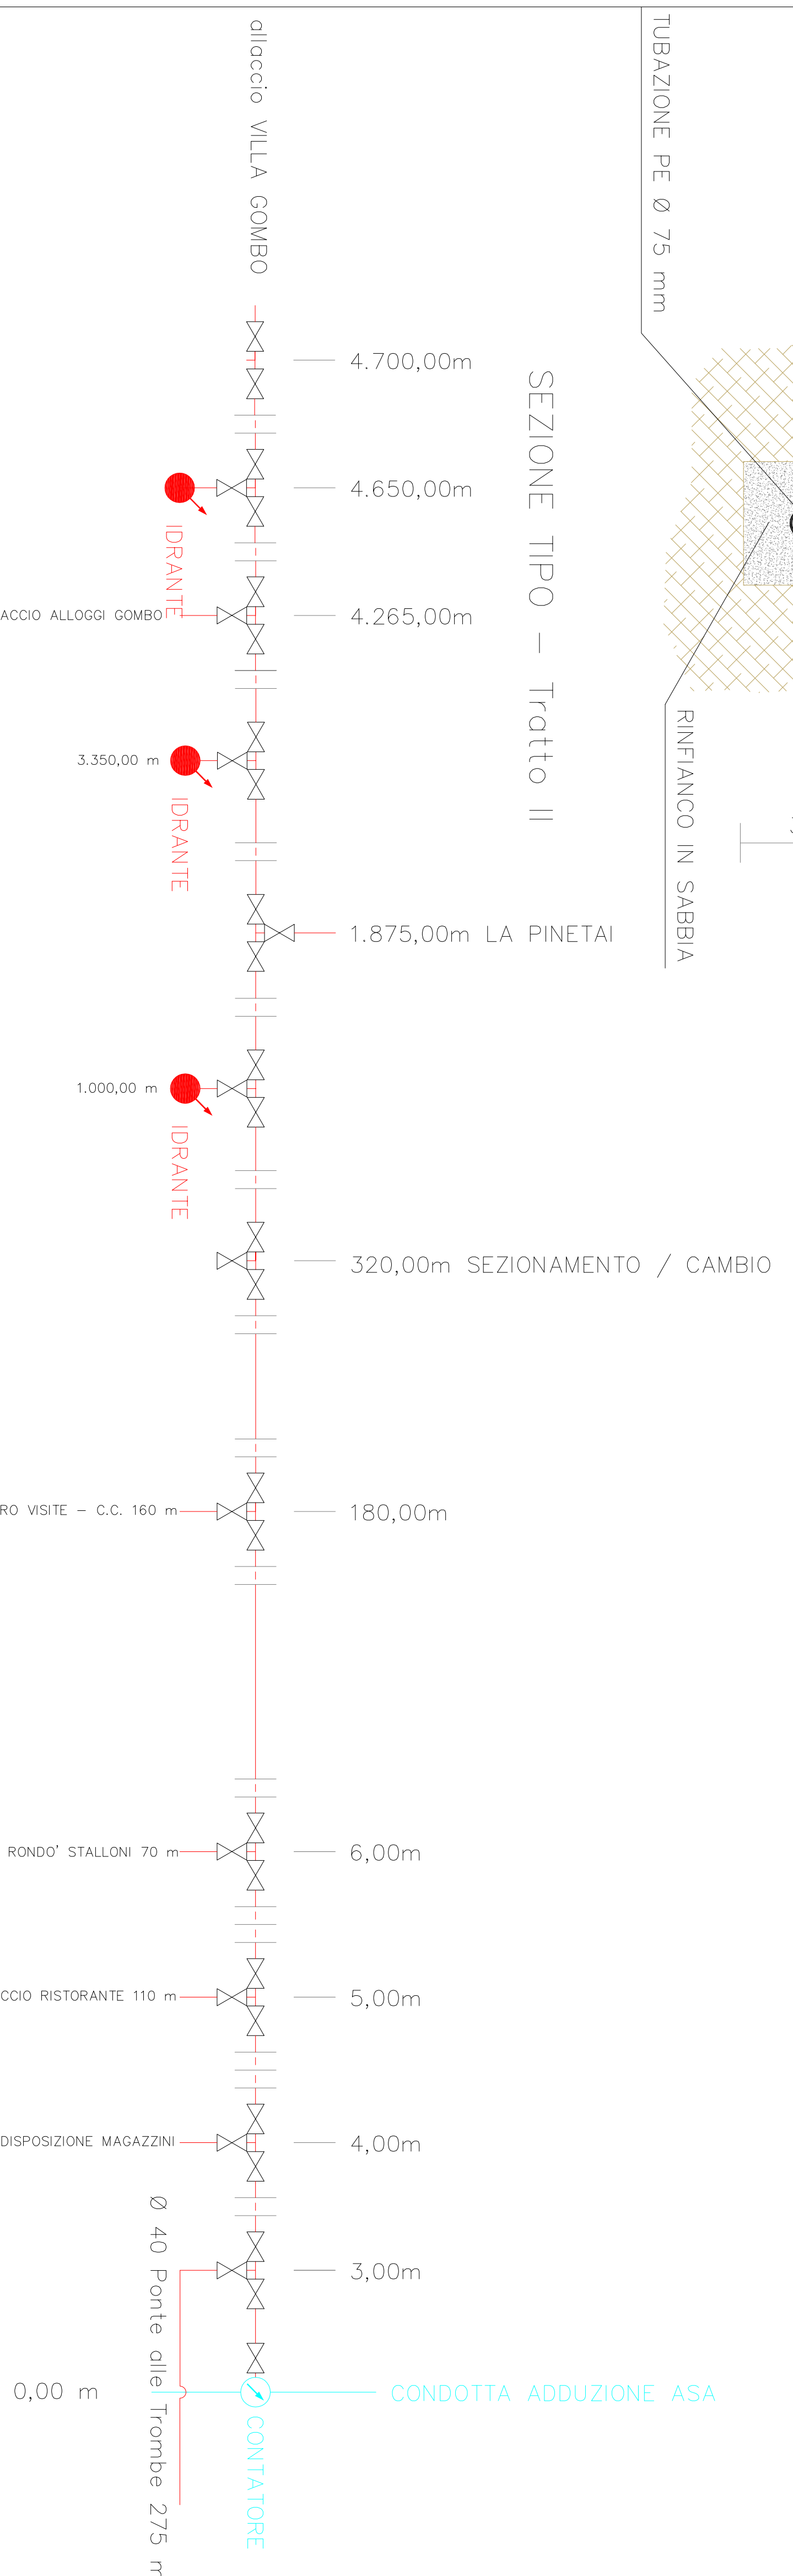 allaccio VILLA GOMBO
TUBAZIONE PE Ø 75 mm
4.700,00m
SEZIONE TIPO – Tratto II
4.650,00m
IDRANTE
ACCIO ALLOGGI GOMBO
4.265,00m
RINFIANCO IN SABBIA
3.350,00 m
IDRANTE
1.875,00m LA PINETAI
1.000,00 m
IDRANTE
320,00m SEZIONAMENTO / CAMBIO
RO VISITE – C.C. 160 m
180,00m
RONDO' STALLONI 70 m
6,00m
CCIO RISTORANTE 110 m
5,00m
DISPOSIZIONE MAGAZZINI
4,00m
Ø 40 Ponte alle Trombe 275 m
3,00m
0,00 m
CONDOTTA ADDUZIONE ASA
CONTATORE